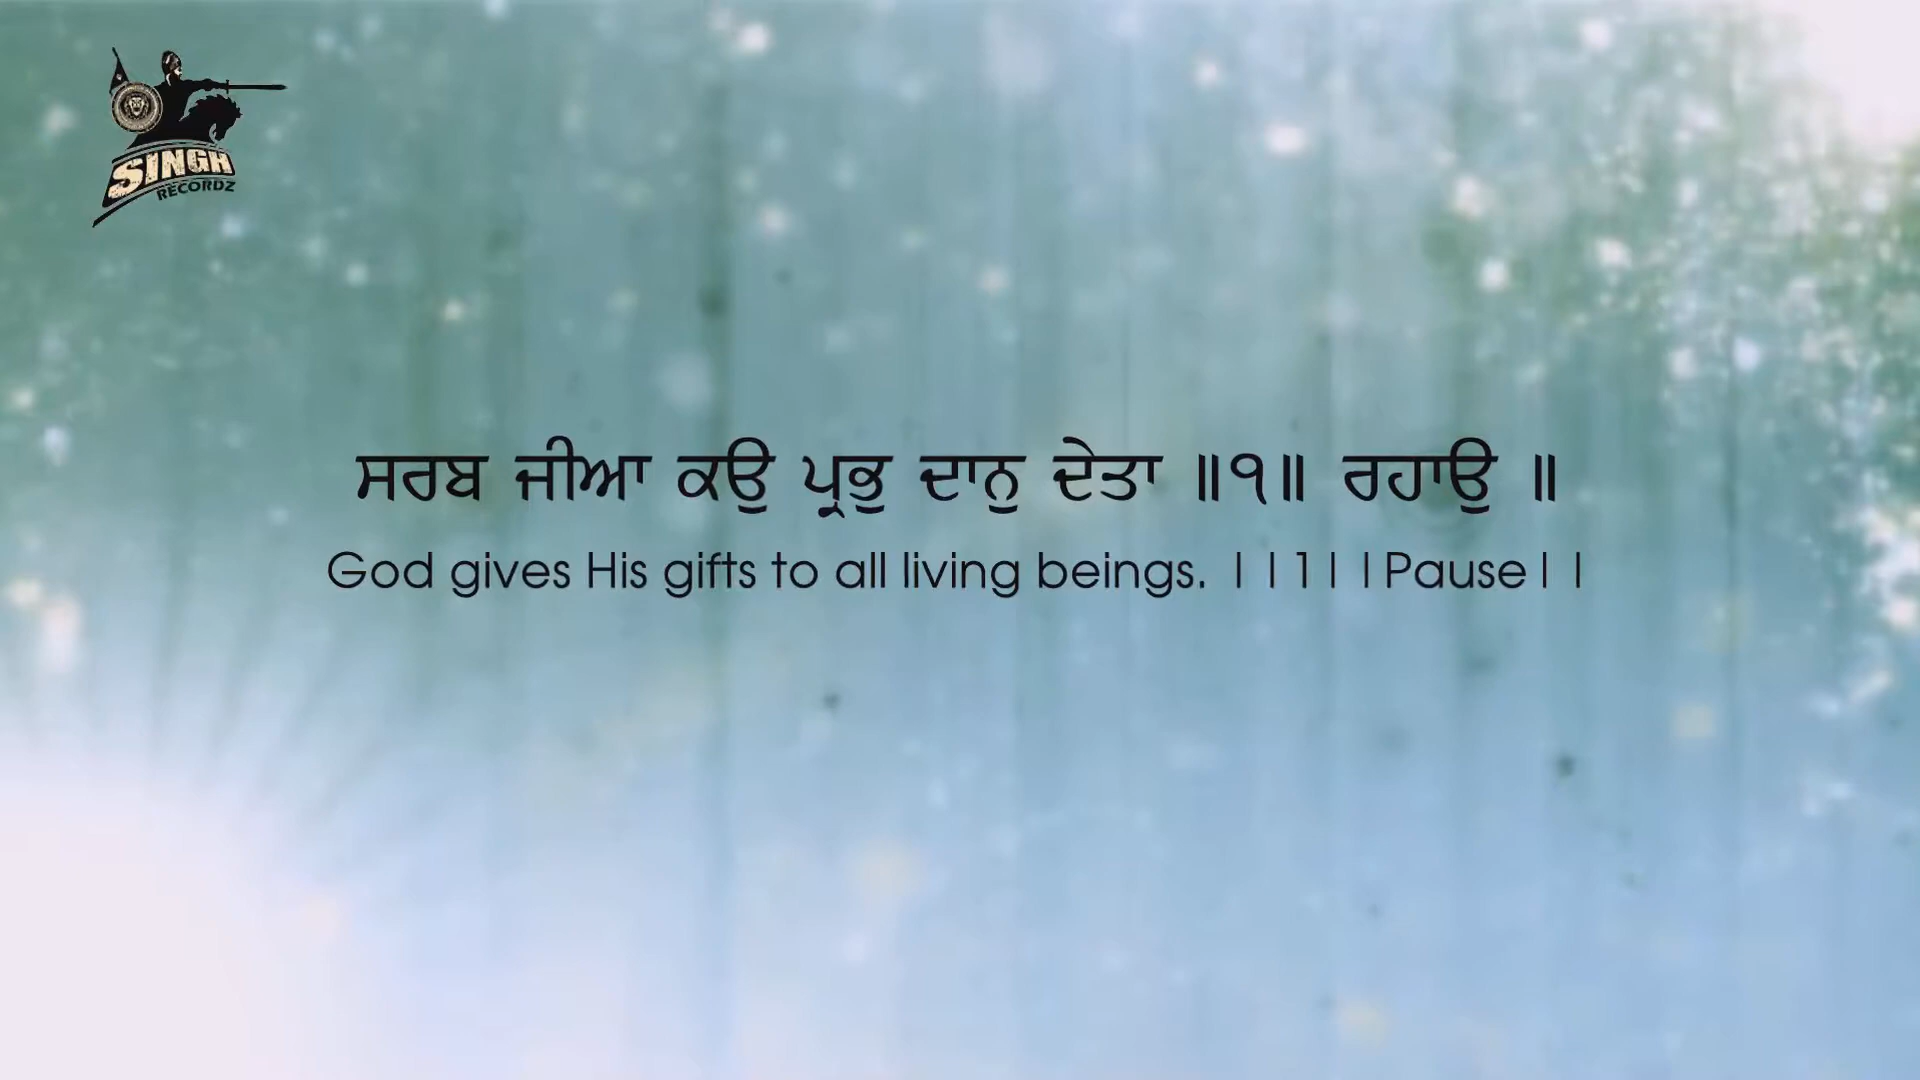 SINGH
RECORDZ
ਸਰਬ ਜੀਆ ਕਉ ਪ੍ਰਭੁ ਦਾਨੁ ਦੇਤਾ ॥੧॥ ਰਹਾਉ ॥
God gives His gifts to all living beings. ||1||Pause||